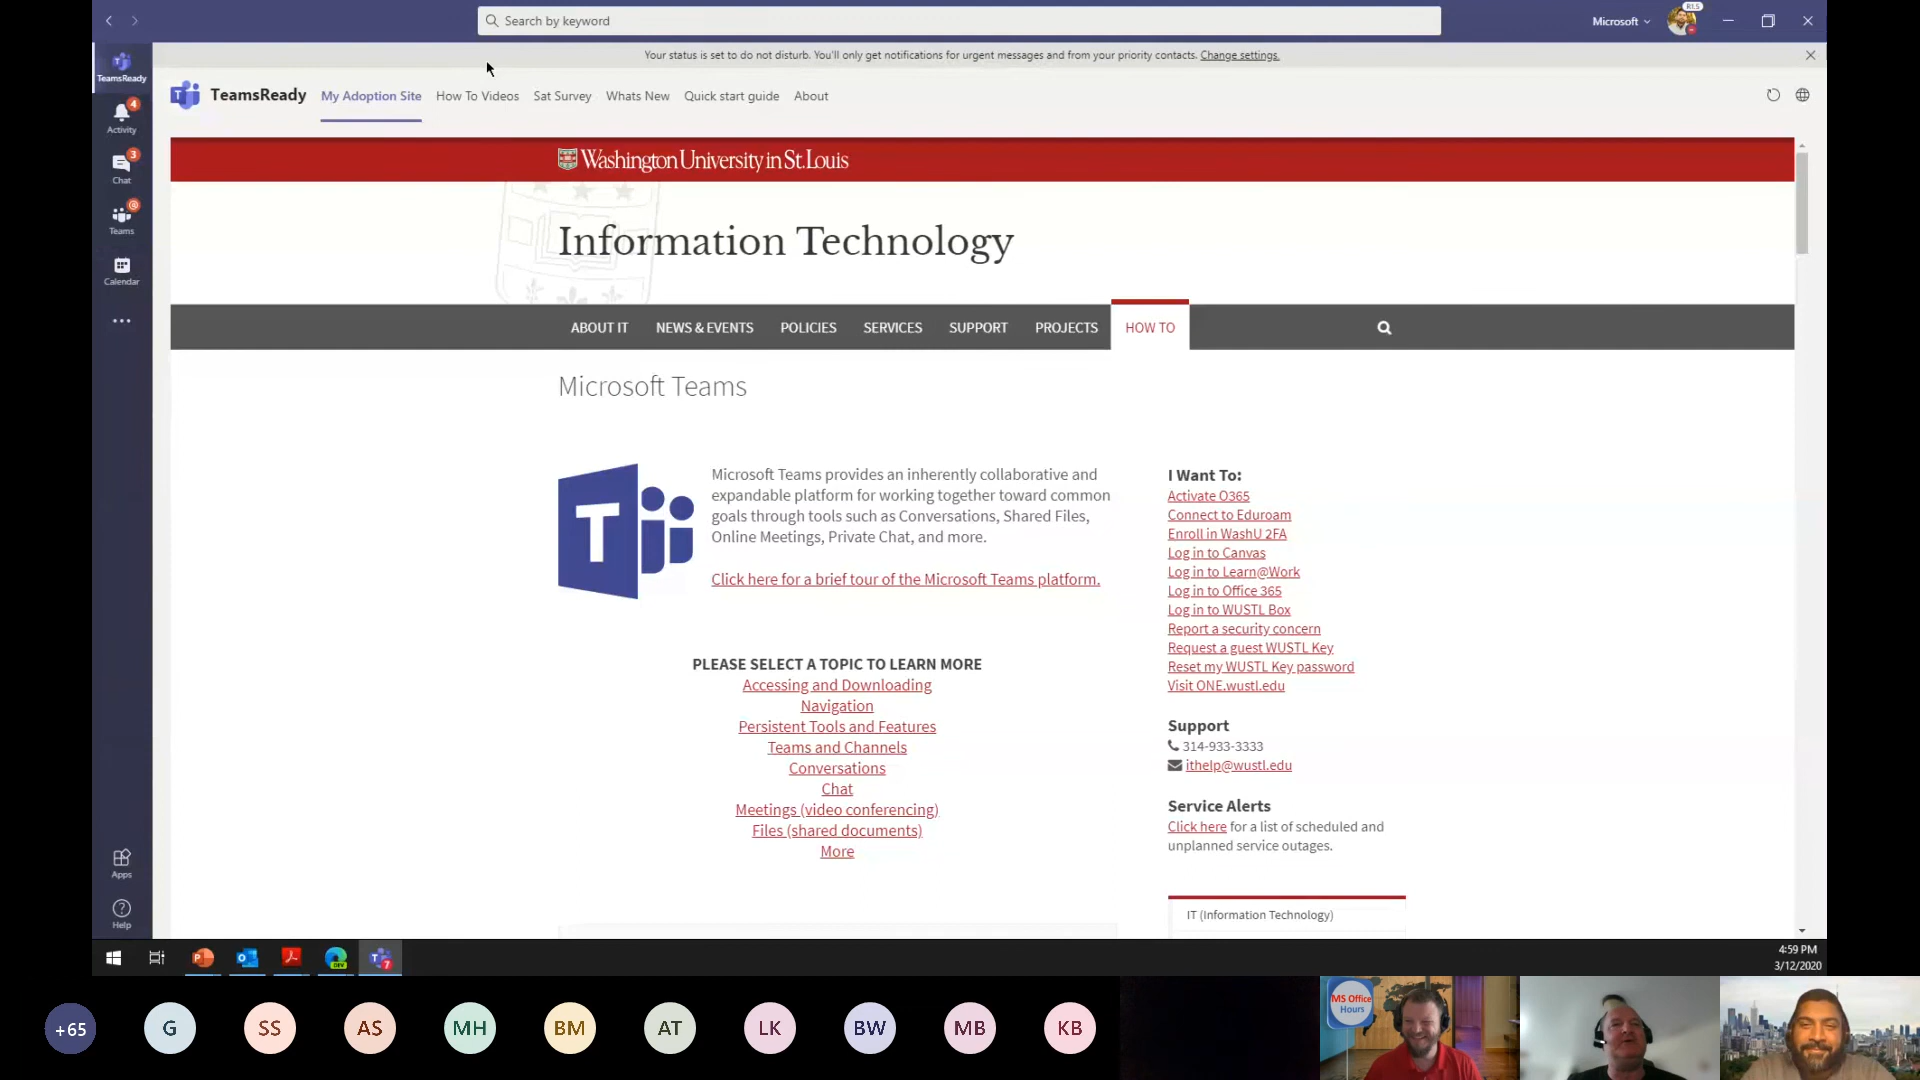 Search by keyword
Microsoft
R1.5
Your status is set to do not disturb. You'll only get notifications for urgent messages and from your priority contacts. Change settings.
TeamsReady
Activity
4
Chat
3
Teams
Calendar
Apps
Help
TeamsReady
My Adoption Site
How To Videos
Sat Survey
Whats New
Quick start guide
About
Washington University in St. Louis
Information Technology
ABOUT IT
NEWS & EVENTS
POLICIES
SERVICES
SUPPORT
PROJECTS
HOW TO
Microsoft Teams
T
Microsoft Teams provides an inherently collaborative and
expandable platform for working together toward common
goals through tools such as Conversations, Shared Files,
Online Meetings, Private Chat, and more.
Click here for a brief tour of the Microsoft Teams platform.
PLEASE SELECT A TOPIC TO LEARN MORE
Accessing and Downloading
Navigation
Persistent Tools and Features
Teams and Channels
Conversations
Chat
Meetings (video conferencing)
Files (shared documents)
More
I Want To:
Activate O365
Connect to Eduroam
Enroll in WashU 2FA
Log in to Canvas
Log in to Learn@Work
Log in to Office 365
Log in to WUSTL Box
Report a security concern
Request a guest WUSTL Key
Reset my WUSTL Key password
Visit ONE.wustl.edu
Support
314-933-3333
ithelp@wustl.edu
Service Alerts
Click here for a list of scheduled and
unplanned service outages.
IT (Information Technology)
DEV
7
4:59 PM
3/12/2020
+65
G
SS
AS
MH
BM
AT
LK
BW
MB
KB
MS Office
Hours